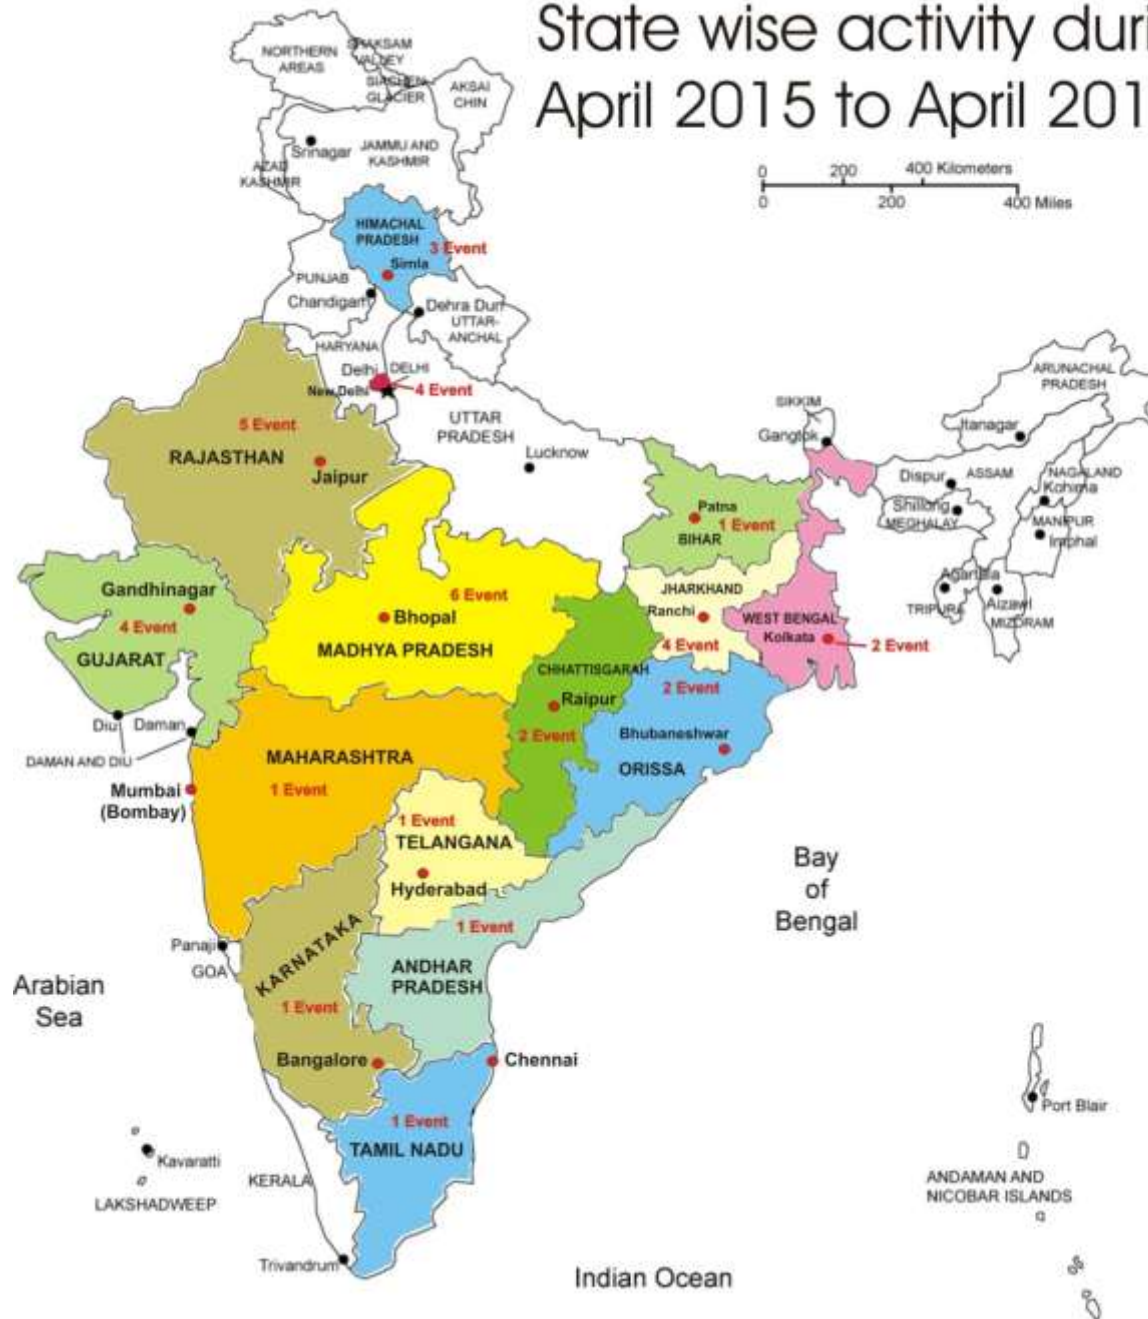 State wise activity duri
April 2015 to April 201
NORTHERN
AREAS
SHAKSAM
VALLEY
SIACHEN
GLACIER
AKSAI
CHIN
Srinagar
JAMMU AND
KASHMIR
AZAD
KASHMIR
0 200 400 Kilometers
0 200 400 Miles
HIMACHAL
PRADESH
3 Event
Simla
PUNJAB
Chandigarh
Dehra Dun
UTTAR-
ANCHAL
HARYANA
Delhi
DELHI
New Delhi
4 Event
UTTAR
PRADESH
Lucknow
5 Event
RAJASTHAN
Jaipur
SIKKIM
Gangtok
ARUNACHAL
PRADESH
Itanagar
Dispur
ASSAM
NAGALAND
Kohima
Shillong
MEGHALAY
MANIPUR
Imphal
Agartala
TRIPURA
Aizawl
MIZORAM
Patna
1 Event
BIHAR
Gandhinagar
4 Event
GUJARAT
6 Event
Bhopal
MADHYA PRADESH
JHARKHAND
Ranchi
4 Event
WEST BENGAL
Kolkata
2 Event
CHHATTISGARAH
Raipur
2 Event
2 Event
Bhubaneshwar
ORISSA
Diu
Daman
DAMAN AND DIU
MAHARASHTRA
1 Event
Mumbai
(Bombay)
1 Event
TELANGANA
Hyderabad
Bay
of
Bengal
1 Event
ANDHAR
PRADESH
Panaji
GOA
KARNATAKA
1 Event
Bangalore
Arabian
Sea
Chennai
1 Event
TAMIL NADU
Port Blair
Kavaratti
LAKSHADWEEP
KERALA
ANDAMAN AND
NICOBAR ISLANDS
Trivandrum
Indian Ocean